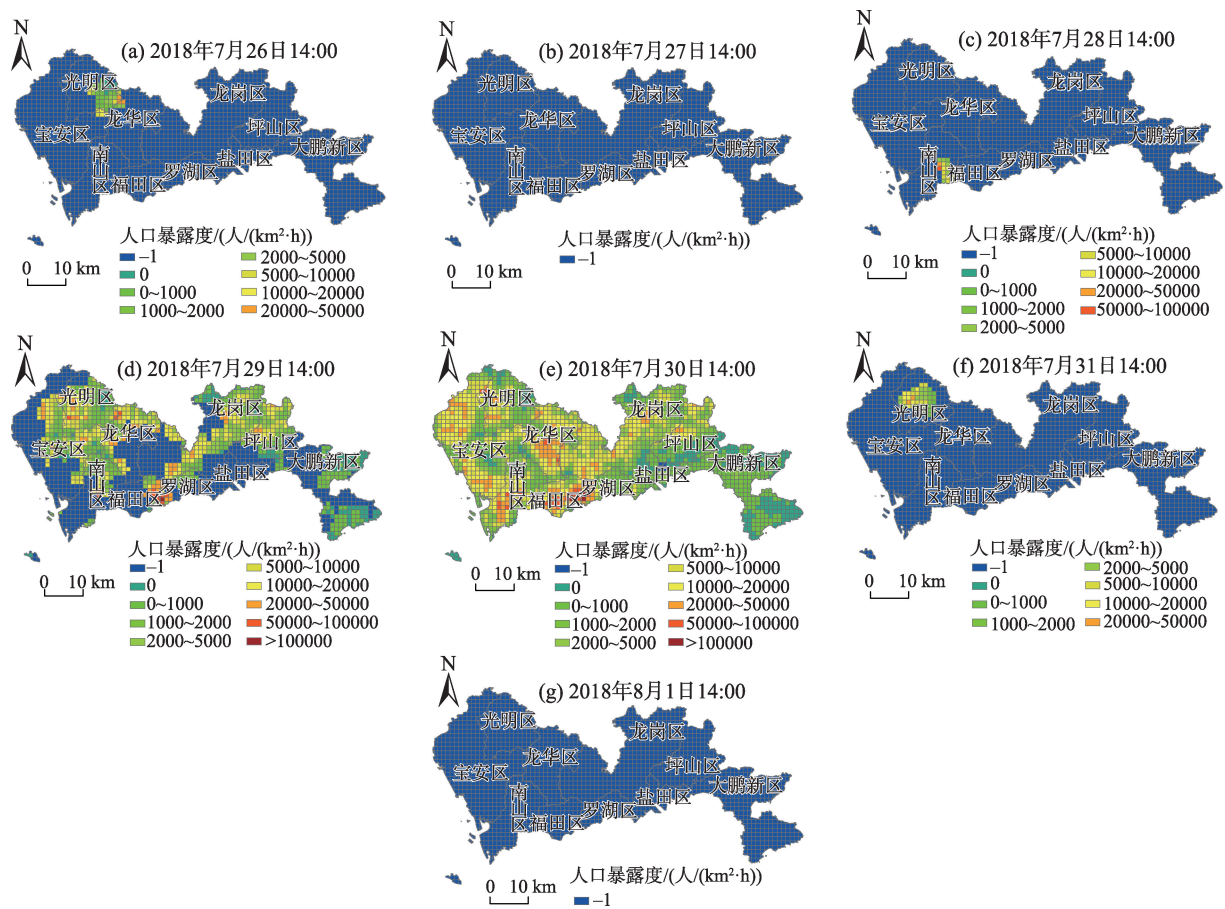 N
(a) 2018年7月26日14:00
光明区
龙岗区
龙华区
宝安区
坪山区
大鹏新区
南山区
盐田区
罗湖区
福田区
人口暴露度/(人/(km²·h))
−1
2000~5000
0
5000~10000
0~1000
10000~20000
1000~2000
20000~50000
0 10 km
N
(b) 2018年7月27日14:00
光明区
龙岗区
龙华区
宝安区
坪山区
大鹏新区
南山区
盐田区
罗湖区
福田区
人口暴露度/(人/(km²·h))
−1
0 10 km
N
(c) 2018年7月28日14:00
光明区
龙岗区
龙华区
宝安区
坪山区
大鹏新区
南山区
盐田区
罗湖区
福田区
人口暴露度/(人/(km²·h))
−1
5000~10000
0
10000~20000
0~1000
20000~50000
1000~2000
50000~100000
2000~5000
0 10 km
N
(d) 2018年7月29日14:00
光明区
龙岗区
龙华区
宝安区
坪山区
大鹏新区
南山区
盐田区
罗湖区
福田区
人口暴露度/(人/(km²·h))
−1
5000~10000
0
10000~20000
0~1000
20000~50000
1000~2000
50000~100000
2000~5000
>100000
0 10 km
N
(e) 2018年7月30日14:00
光明区
龙岗区
龙华区
宝安区
坪山区
大鹏新区
南山区
盐田区
罗湖区
福田区
人口暴露度/(人/(km²·h))
−1
5000~10000
0
10000~20000
0~1000
20000~50000
1000~2000
50000~100000
2000~5000
>100000
0 10 km
N
(f) 2018年7月31日14:00
光明区
龙岗区
龙华区
宝安区
坪山区
大鹏新区
南山区
盐田区
罗湖区
福田区
人口暴露度/(人/(km²·h))
−1
2000~5000
0
5000~10000
0~1000
10000~20000
1000~2000
20000~50000
0 10 km
N
(g) 2018年8月1日14:00
光明区
龙岗区
龙华区
宝安区
坪山区
大鹏新区
南山区
盐田区
罗湖区
福田区
人口暴露度/(人/(km²·h))
−1
0 10 km